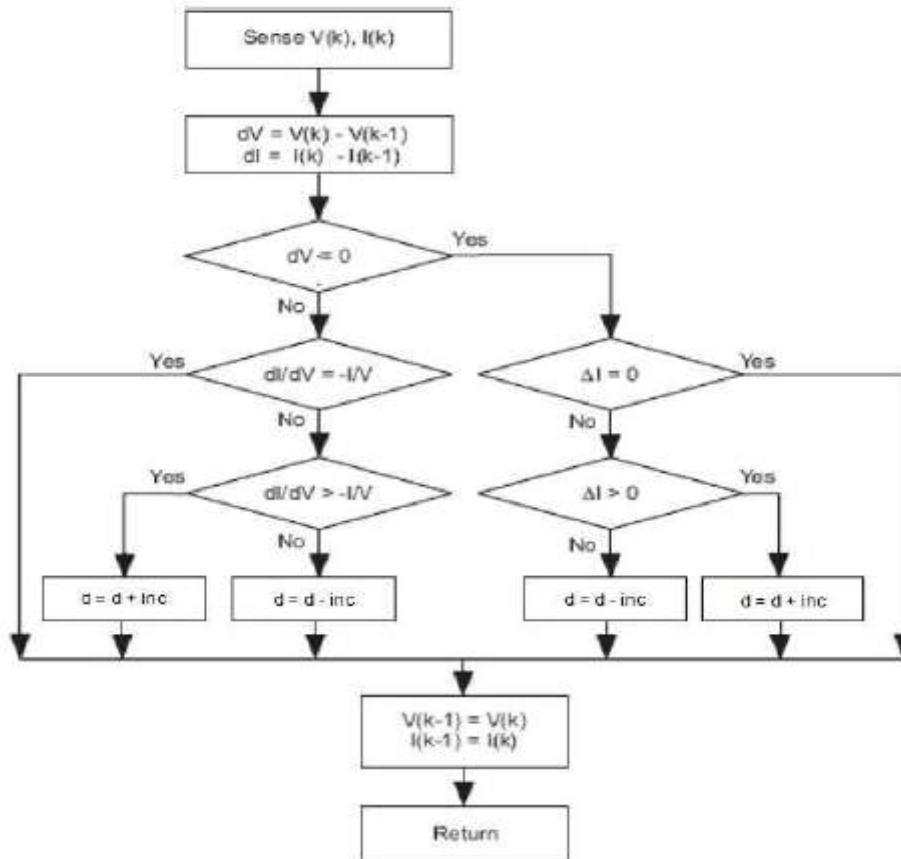 Sense V(k), I(k)
dV = V(k) - V(k-1)
dI = I(k) - I(k-1)
dV = 0
Yes
No
dI/dV = -I/V
Yes
No
ΔI = 0
Yes
No
dI/dV > -I/V
Yes
No
ΔI > 0
Yes
No
d = d + inc
d = d - inc
d = d - inc
d = d + inc
V(k-1) = V(k)
I(k-1) = I(k)
Return